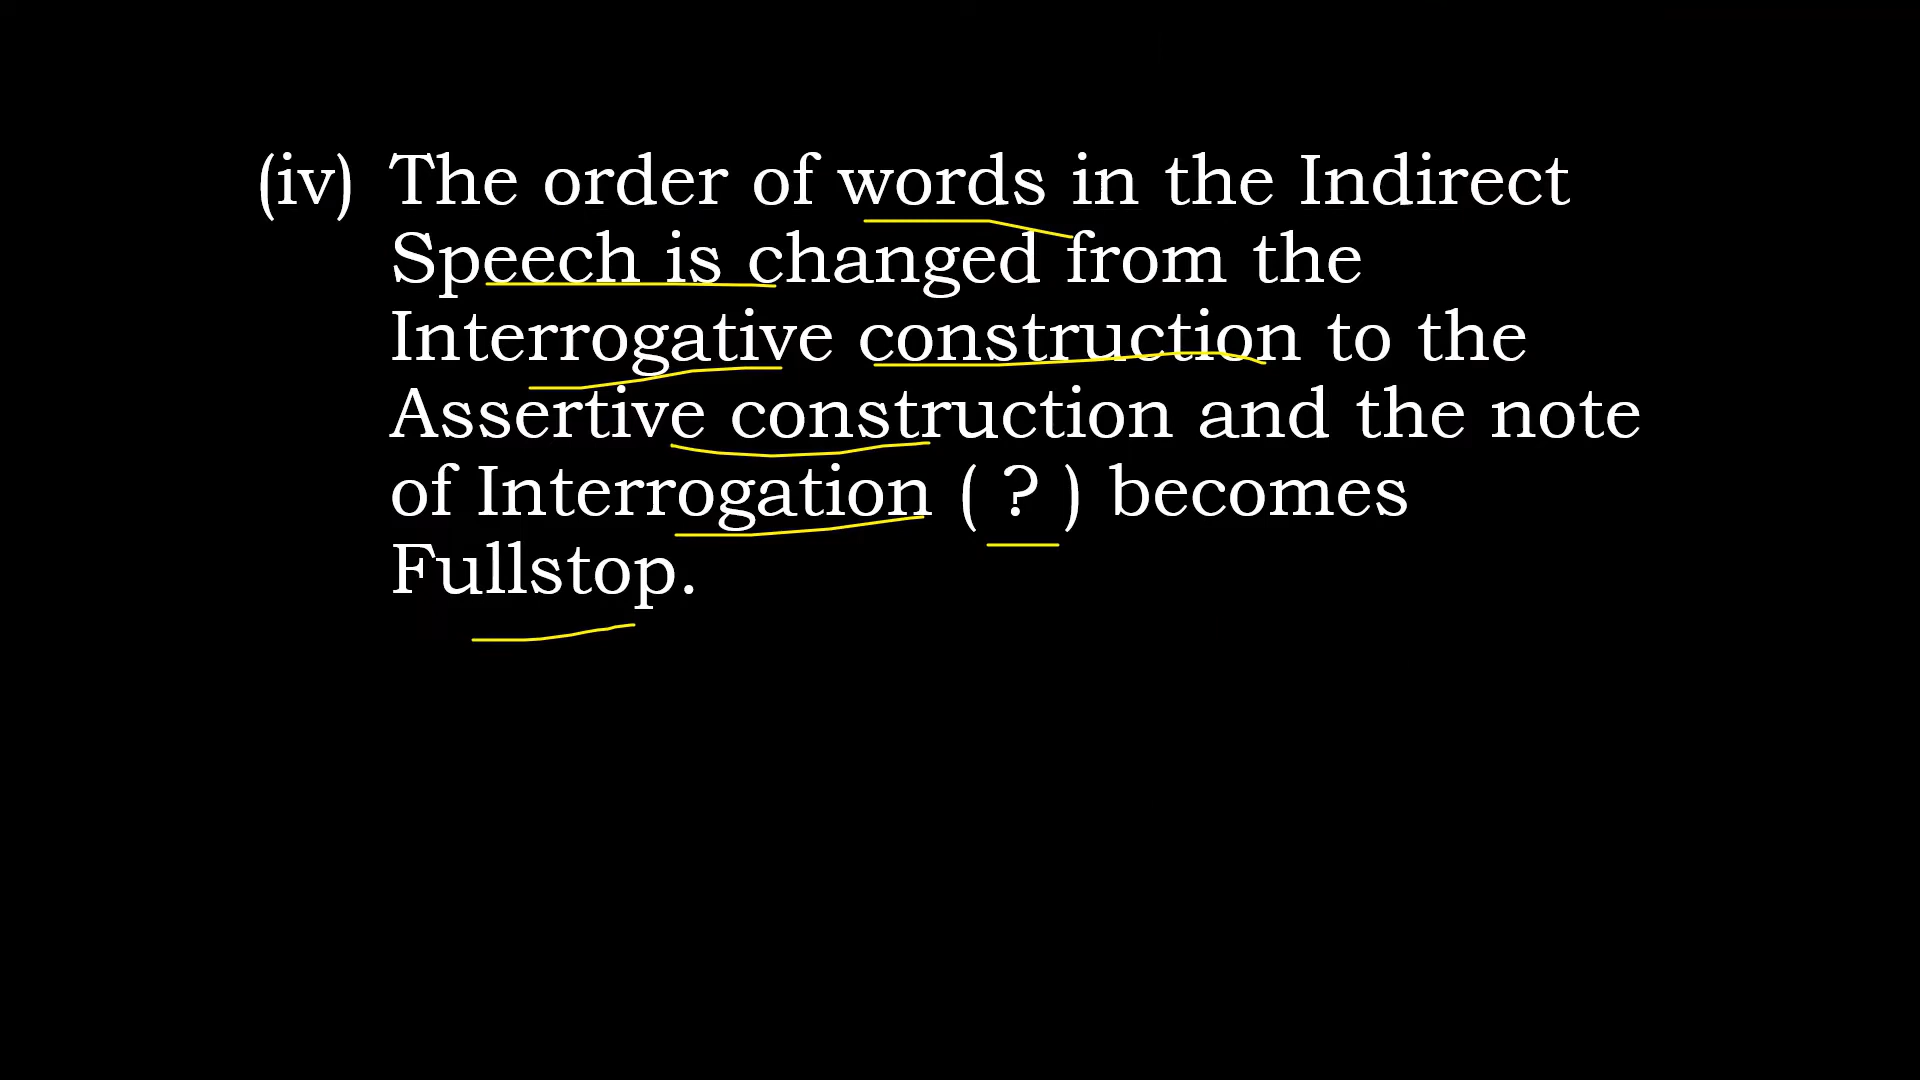 (iv) The order of words in the Indirect
Speech is changed from the
Interrogative construction to the
Assertive construction and the note
of Interrogation ( ? ) becomes
Fullstop.